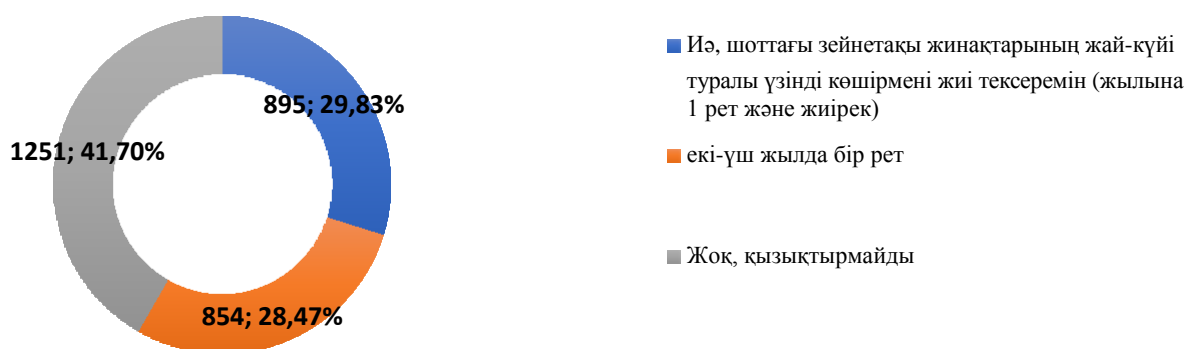 895; 29,83%
1251; 41,70%
854; 28,47%
Иә, шоттағы зейнетақы жинақтарының жай-күйі
туралы үзінді көшірмені жиі тексеремін (жылына
1 рет және жиірек)
екі-үш жылда бір рет
Жоқ, қызықтырмайды